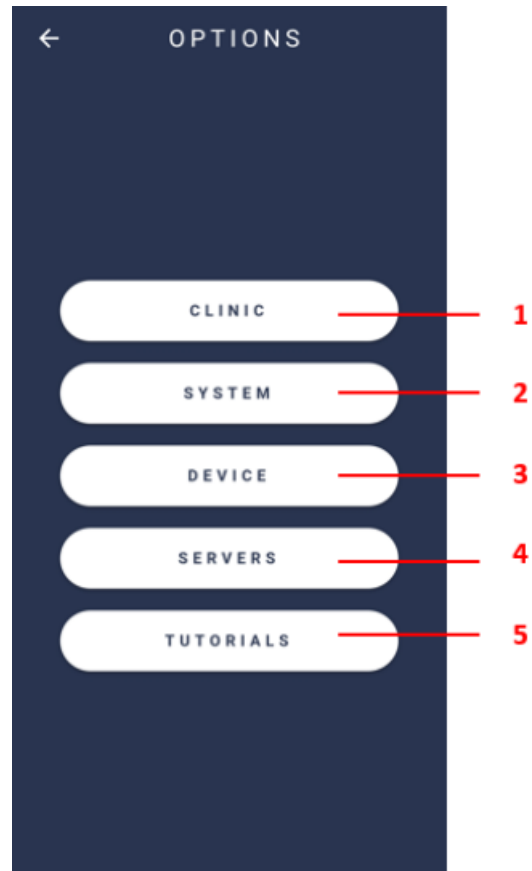 OPTIONS
CLINIC 1
SYSTEM 2
DEVICE 3
SERVERS 4
TUTORIALS 5